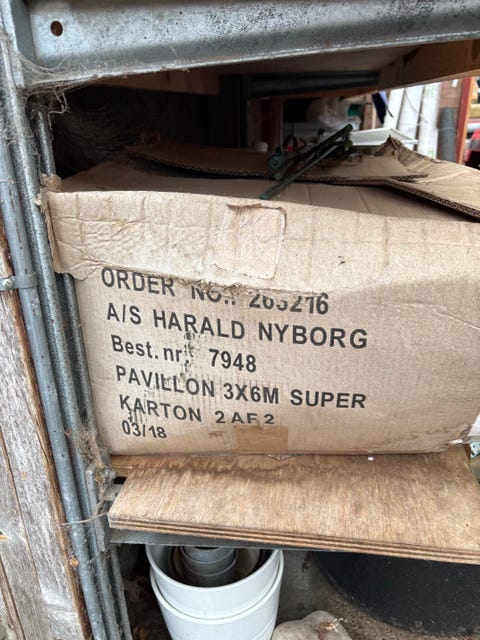 ORDER NO.: 263216
A/S HARALD NYBORG
Best. nr. 7948
PAVILLON 3X6M SUPER
KARTON 2 AF 2
03/18